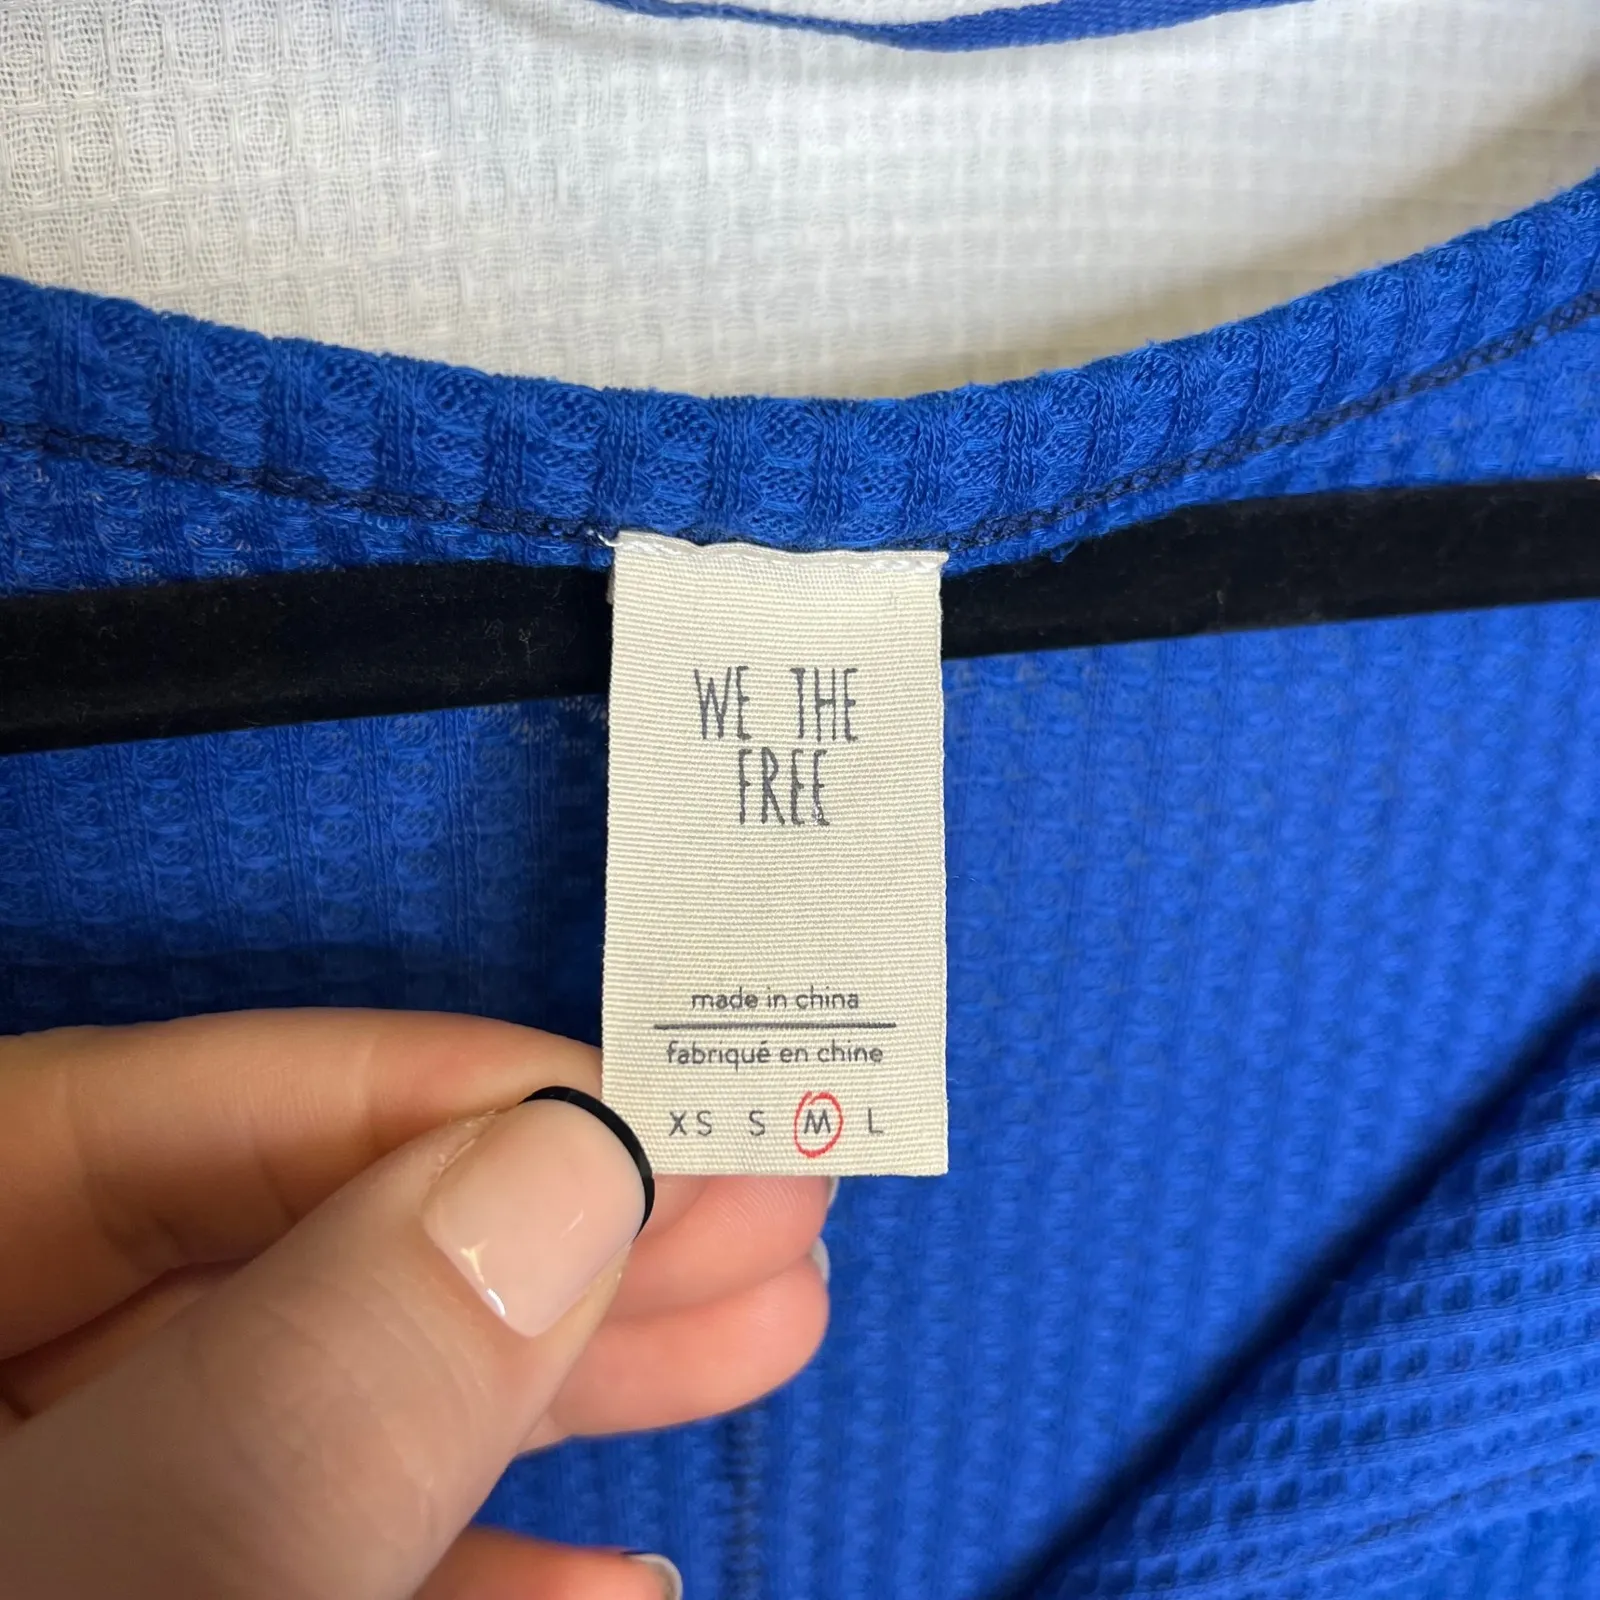 WE THE
FREE
made in china
fabriqué en chine
XS S M L